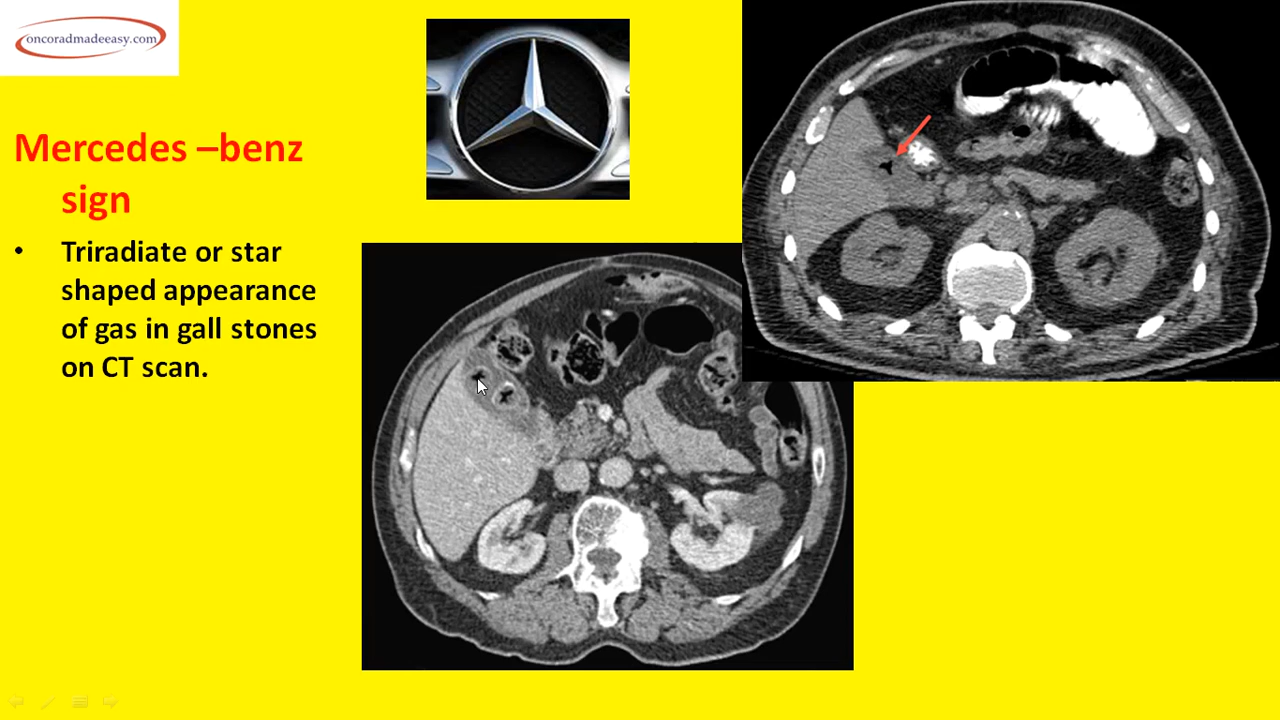 oncoradmadeeasy.com
Mercedes –benz
sign
• Triradiate or star
shaped appearance
of gas in gall stones
on CT scan.